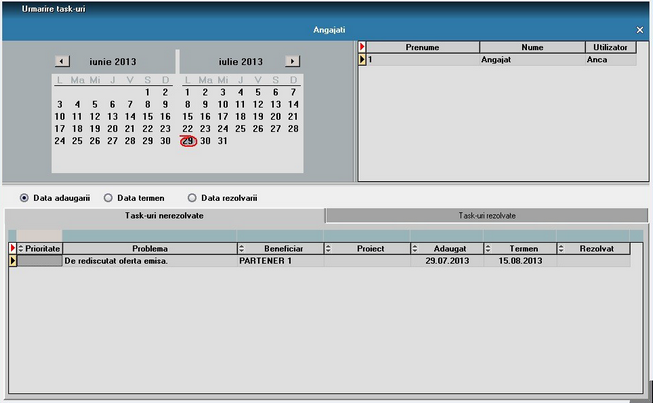 Urmarire task-uri
Angajati
iunie 2013 iulie 2013
L Ma Mi J V S D L Ma Mi J V S D
1 2 1 2 3 4 5 6 7
3 4 5 6 7 8 9 8 9 10 11 12 13 14
10 11 12 13 14 15 16 15 16 17 18 19 20 21
17 18 19 20 21 22 23 22 23 24 25 26 27 28
24 25 26 27 28 29 30 29 30 31
Prenume Nume Utilizator
1 Angajat Anca
Data adaugarii Data termen Data rezolvarii
Task-uri nerezolvate Task-uri rezolvate
Prioritate Problema Beneficiar Proiect Adaugat Termen Rezolvat
De rediscutat oferta emisa. PARTENER 1 29.07.2013 15.08.2013